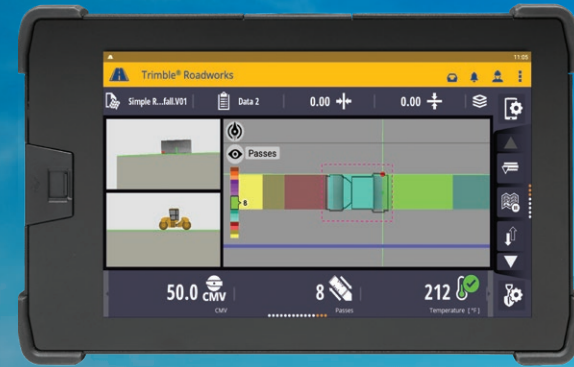 11:05
Trimble® Roadworks
Simple R...fall.V01
Data 2
0.00
0.00
Passes
8
50.0 CMV
CMV
8
Passes
212
Temperature [°F]